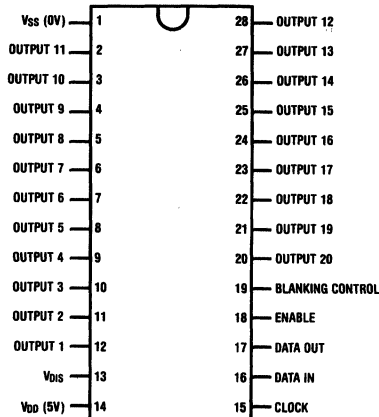 VSS (0V) 1 28 OUTPUT 12
OUTPUT 11 2 27 OUTPUT 13
OUTPUT 10 3 26 OUTPUT 14
OUTPUT 9 4 25 OUTPUT 15
OUTPUT 8 5 24 OUTPUT 16
OUTPUT 7 6 23 OUTPUT 17
OUTPUT 6 7 22 OUTPUT 18
OUTPUT 5 8 21 OUTPUT 19
OUTPUT 4 9 20 OUTPUT 20
OUTPUT 3 10 19 BLANKING CONTROL
OUTPUT 2 11 18 ENABLE
OUTPUT 1 12 17 DATA OUT
VDIS 13 16 DATA IN
VDD (5V) 14 15 CLOCK